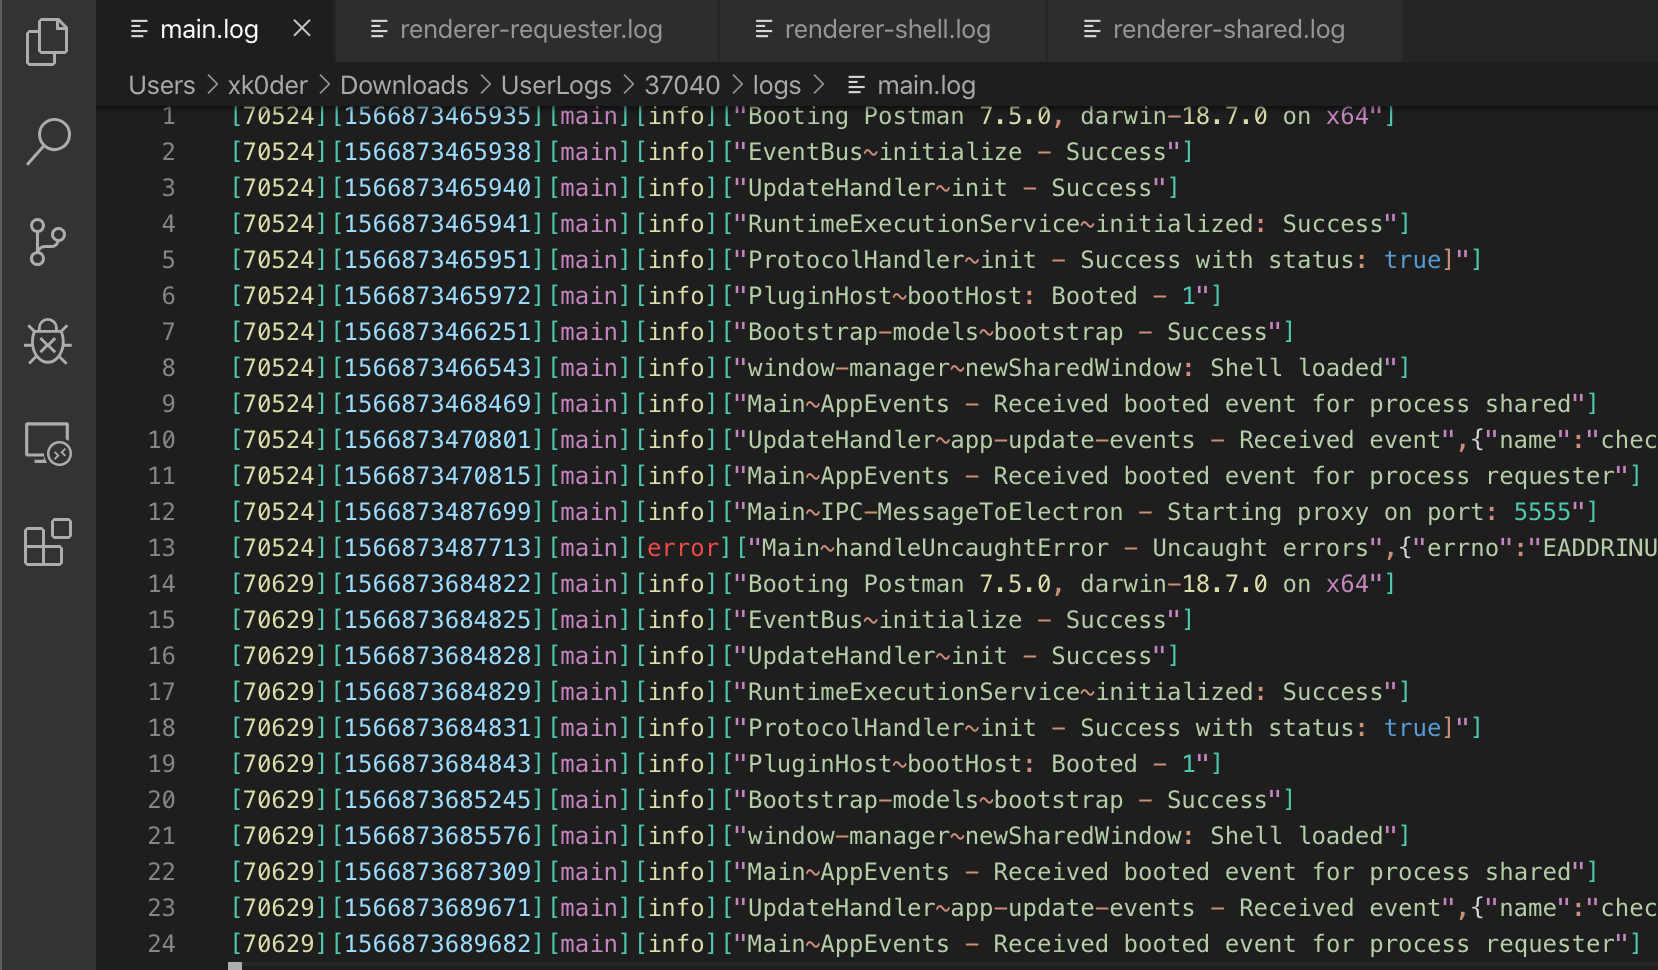 main.log
renderer-requester.log
renderer-shell.log
renderer-shared.log
Users > xk0der > Downloads > UserLogs > 37040 > logs > main.log
1 [70524][1566873465935][main][info]["Booting Postman 7.5.0, darwin-18.7.0 on x64"]
2 [70524][1566873465938][main][info]["EventBus~initialize - Success"]
3 [70524][1566873465940][main][info]["UpdateHandler~init - Success"]
4 [70524][1566873465941][main][info]["RuntimeExecutionService~initialized: Success"]
5 [70524][1566873465951][main][info]["ProtocolHandler~init - Success with status: true]"]
6 [70524][1566873465972][main][info]["PluginHost~bootHost: Booted - 1"]
7 [70524][1566873466251][main][info]["Bootstrap-models~bootstrap - Success"]
8 [70524][1566873466543][main][info]["window-manager~newSharedWindow: Shell loaded"]
9 [70524][1566873468469][main][info]["Main~AppEvents - Received booted event for process shared"]
10 [70524][1566873470801][main][info]["UpdateHandler~app-update-events - Received event",{"name":"chec
11 [70524][1566873470815][main][info]["Main~AppEvents - Received booted event for process requester"]
12 [70524][1566873487699][main][info]["Main~IPC-MessageToElectron - Starting proxy on port: 5555"]
13 [70524][1566873487713][main][error]["Main~handleUncaughtError - Uncaught errors",{"errno":"EADDRINU
14 [70629][1566873684822][main][info]["Booting Postman 7.5.0, darwin-18.7.0 on x64"]
15 [70629][1566873684825][main][info]["EventBus~initialize - Success"]
16 [70629][1566873684828][main][info]["UpdateHandler~init - Success"]
17 [70629][1566873684829][main][info]["RuntimeExecutionService~initialized: Success"]
18 [70629][1566873684831][main][info]["ProtocolHandler~init - Success with status: true]"]
19 [70629][1566873684843][main][info]["PluginHost~bootHost: Booted - 1"]
20 [70629][1566873685245][main][info]["Bootstrap-models~bootstrap - Success"]
21 [70629][1566873685576][main][info]["window-manager~newSharedWindow: Shell loaded"]
22 [70629][1566873687309][main][info]["Main~AppEvents - Received booted event for process shared"]
23 [70629][1566873689671][main][info]["UpdateHandler~app-update-events - Received event",{"name":"chec
24 [70629][1566873689682][main][info]["Main~AppEvents - Received booted event for process requester"]